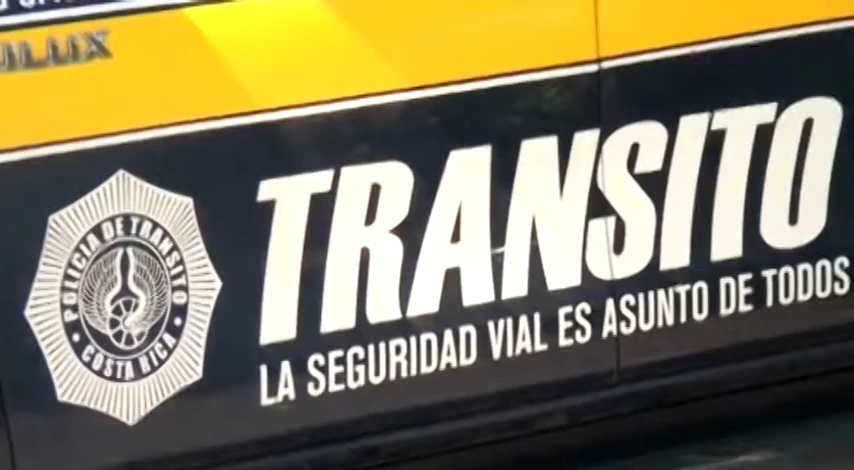 TRANSITO
LA SEGURIDAD VIAL ES ASUNTO DE TODOS
POLICIA DE TRANSITO
• COSTA RICA •